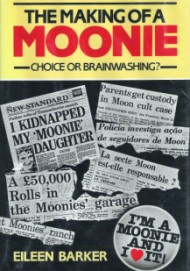 THE MAKING OF A
MOONIE
CHOICE OR BRAINWASHING?
NEW STANDARD
I KIDNAPPED
MY 'MOONIE'
DAUGHTER
Parents get custody
in Moon cult case
Policia investiga ação
de seguidores de Moon
La secte Moon
est-elle responsable
A £50,000
Rolls in
the Moonies' garage
Moonies' ranch
I'M A
MOONIE
AND I
♥ IT!
EILEEN BARKER